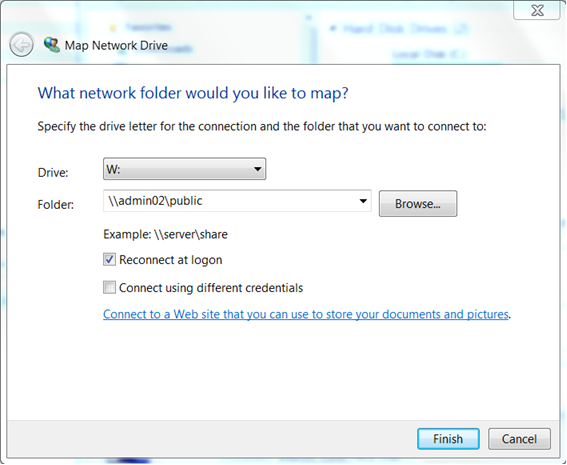 Favorites
Hard Disk Drives (2)
Local Disk (C:)
Map Network Drive
What network folder would you like to map?
Specify the drive letter for the connection and the folder that you want to connect to:
Drive: W:
Folder: \\admin02\public Browse...
Example: \\server\share
Reconnect at logon
Connect using different credentials
Connect to a Web site that you can use to store your documents and pictures.
Finish Cancel